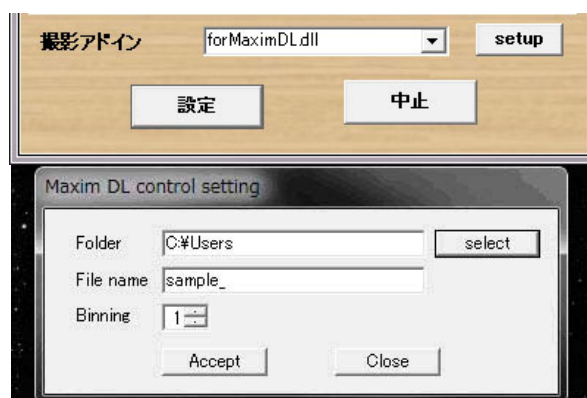 撮影アドイン forMaximDL.dll setup
設定 中止
Maxim DL control setting
Folder C:¥Users select
File name sample_
Binning 1
Accept Close